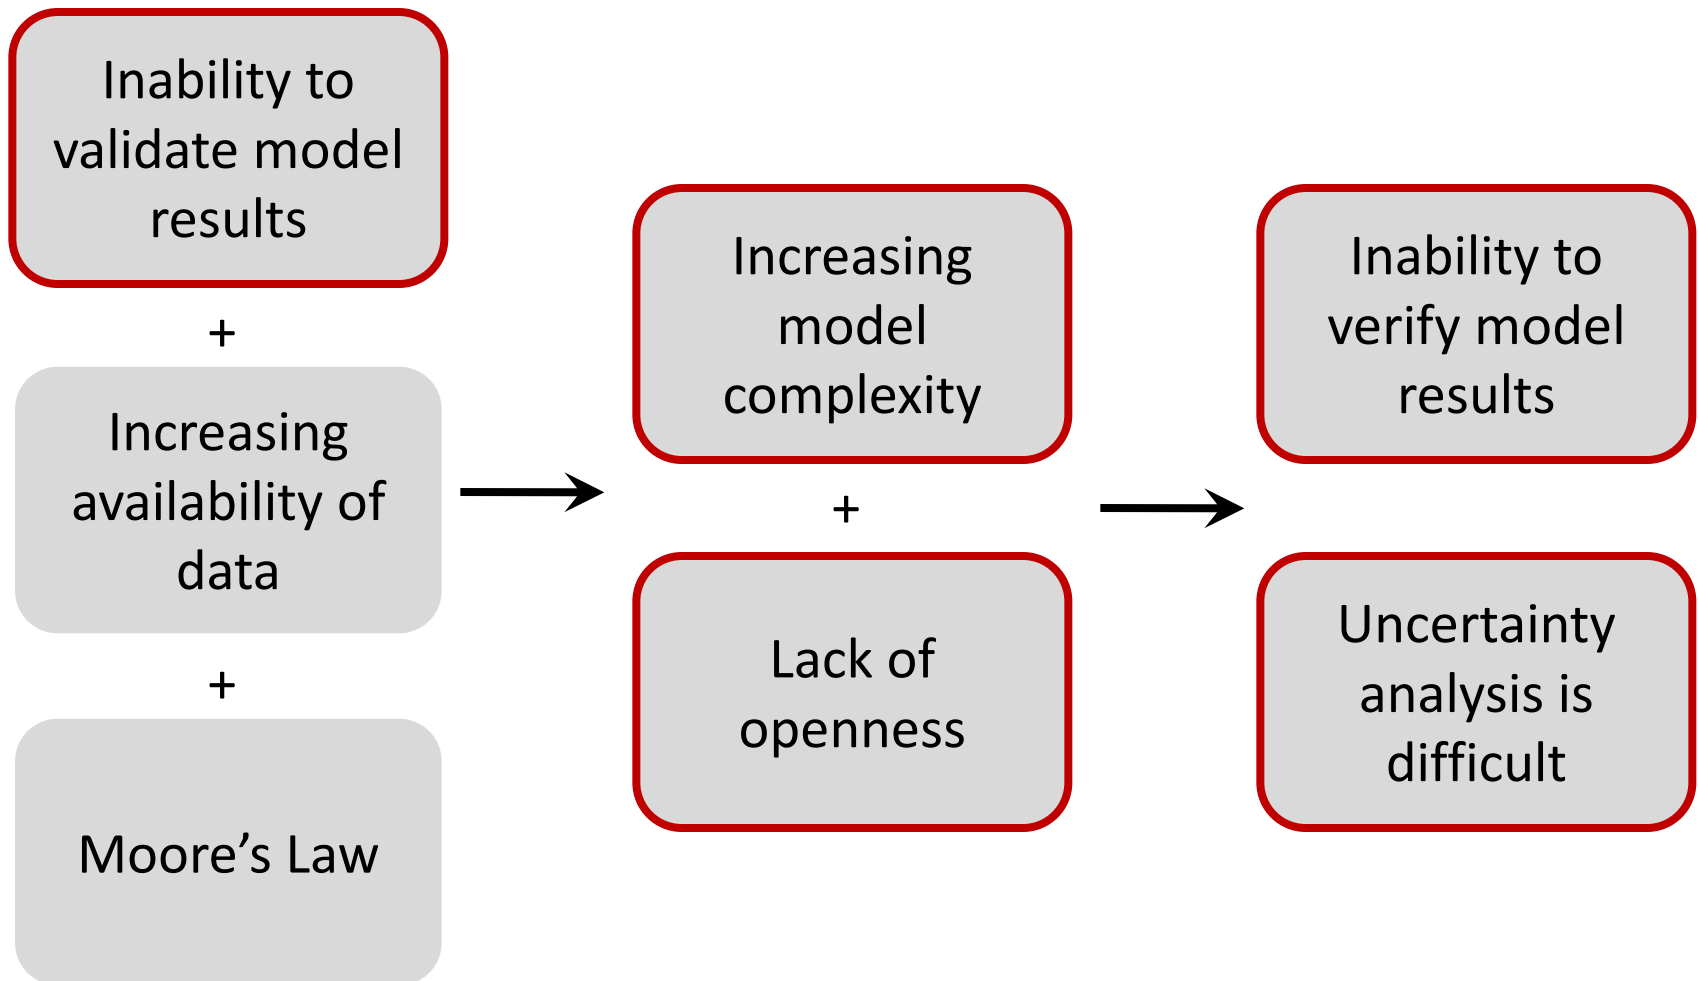 Inability to
validate model
results
+
Increasing
availability of
data
+
Moore’s Law
Increasing
model
complexity
+
Lack of
openness
Inability to
verify model
results
Uncertainty
analysis is
difficult